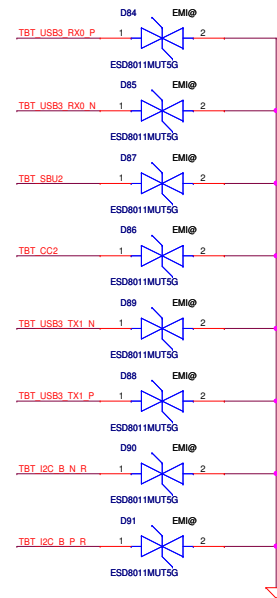 D84 EMI@
TBT_USB3_RX0_P 1 2
ESD8011MUT5G
D85 EMI@
TBT_USB3_RX0_N 1 2
ESD8011MUT5G
D87 EMI@
TBT_SBU2 1 2
ESD8011MUT5G
D86 EMI@
TBT_CC2 1 2
ESD8011MUT5G
D89 EMI@
TBT_USB3_TX1_N 1 2
ESD8011MUT5G
D88 EMI@
TBT_USB3_TX1_P 1 2
ESD8011MUT5G
D90 EMI@
TBT_I2C_B_N_R 1 2
ESD8011MUT5G
D91 EMI@
TBT_I2C_B_P_R 1 2
ESD8011MUT5G